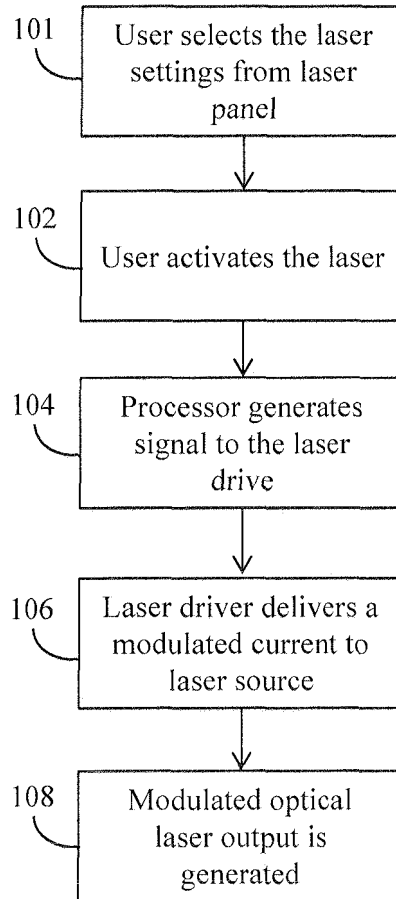 101
User selects the laser
settings from laser
panel
102
User activates the laser
104
Processor generates
signal to the laser
drive
106
Laser driver delivers a
modulated current to
laser source
108
Modulated optical
laser output is
generated